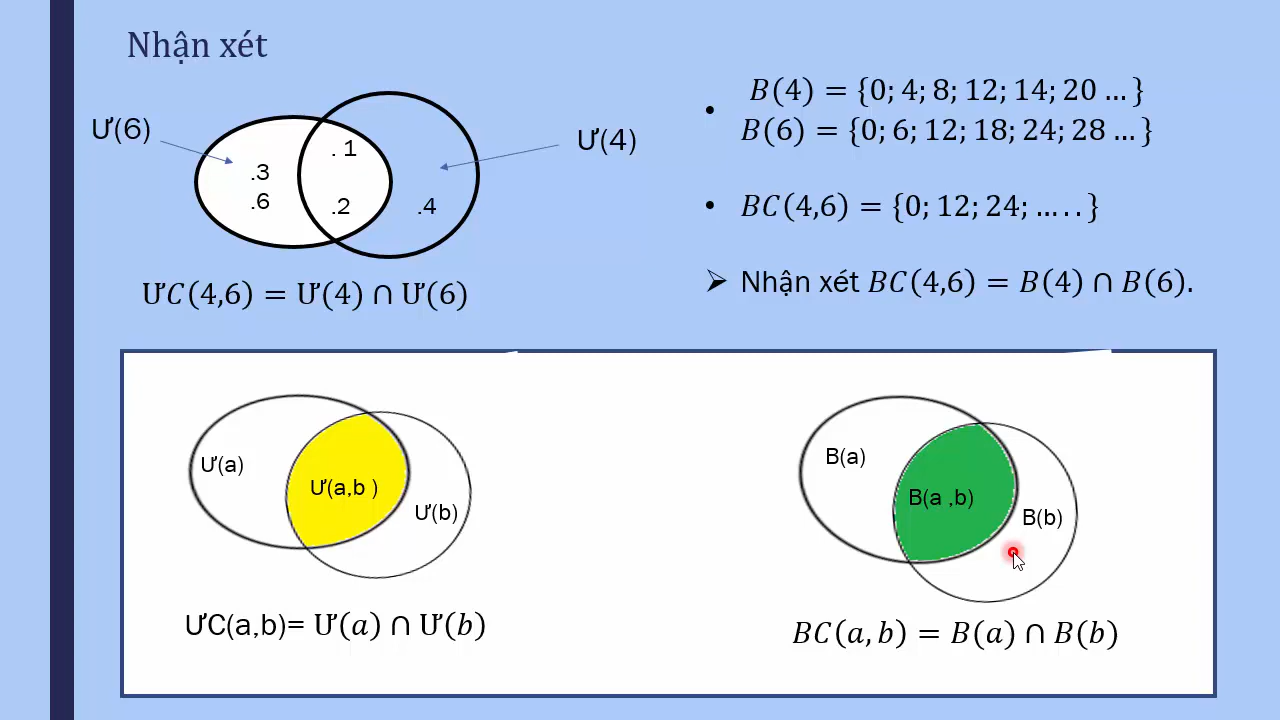 Nhận xét
Ư(6)
Ư(4)
.3
.6
. 1
.2
.4
ƯC(4,6) = Ư(4) ∩ Ư(6)
• B(4) = {0; 4; 8; 12; 14; 20 ... }
B(6) = {0; 6; 12; 18; 24; 28 ... }
• BC(4,6) = {0; 12; 24; ... . . }
➢ Nhận xét BC(4,6) = B(4) ∩ B(6).
Ư(a)
Ư(a,b )
Ư(b)
ƯC(a,b)= Ư(a) ∩ Ư(b)
B(a)
B(a ,b)
B(b)
BC(a, b) = B(a) ∩ B(b)